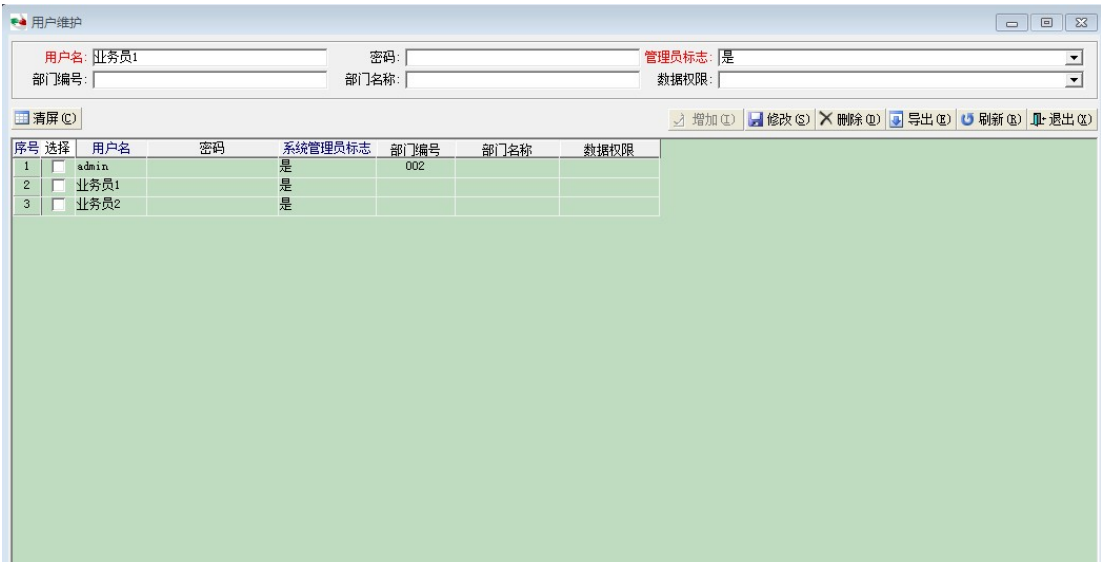 用户维护
用户名: 业务员1 密码: 管理员标志: 是
部门编号: 部门名称: 数据权限:
清屏(C) 增加(I) 修改(S) 删除(D) 导出(E) 刷新(R) 退出(X)
序号 选择 用户名 密码 系统管理员标志 部门编号 部门名称 数据权限
1 admin 是 002
2 业务员1 是
3 业务员2 是